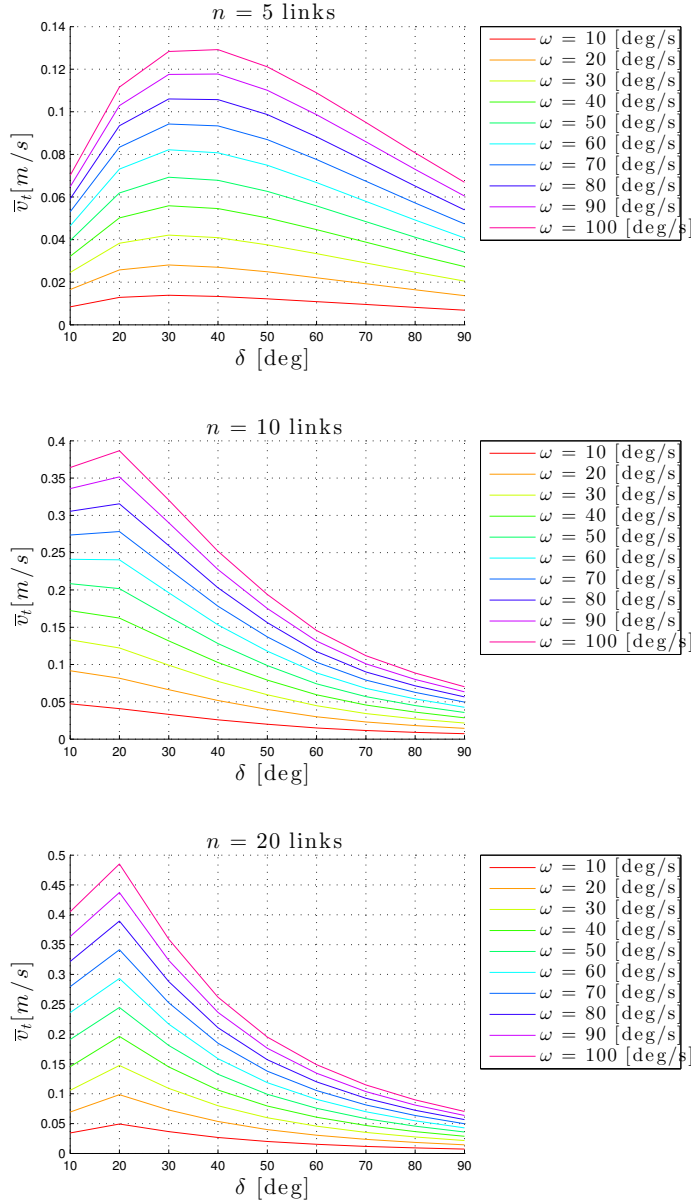 n = 5 links
0.14
0.12
0.1
0.08
0.06
0.04
0.02
0
v̅t[m/s]
10 20 30 40 50 60 70 80 90
δ [deg]
ω = 10 [deg/s]
ω = 20 [deg/s]
ω = 30 [deg/s]
ω = 40 [deg/s]
ω = 50 [deg/s]
ω = 60 [deg/s]
ω = 70 [deg/s]
ω = 80 [deg/s]
ω = 90 [deg/s]
ω = 100 [deg/s]
n = 10 links
0.4
0.35
0.3
0.25
0.2
0.15
0.1
0.05
0
v̅t[m/s]
10 20 30 40 50 60 70 80 90
δ [deg]
ω = 10 [deg/s]
ω = 20 [deg/s]
ω = 30 [deg/s]
ω = 40 [deg/s]
ω = 50 [deg/s]
ω = 60 [deg/s]
ω = 70 [deg/s]
ω = 80 [deg/s]
ω = 90 [deg/s]
ω = 100 [deg/s]
n = 20 links
0.5
0.45
0.4
0.35
0.3
0.25
0.2
0.15
0.1
0.05
0
v̅t[m/s]
10 20 30 40 50 60 70 80 90
δ [deg]
ω = 10 [deg/s]
ω = 20 [deg/s]
ω = 30 [deg/s]
ω = 40 [deg/s]
ω = 50 [deg/s]
ω = 60 [deg/s]
ω = 70 [deg/s]
ω = 80 [deg/s]
ω = 90 [deg/s]
ω = 100 [deg/s]